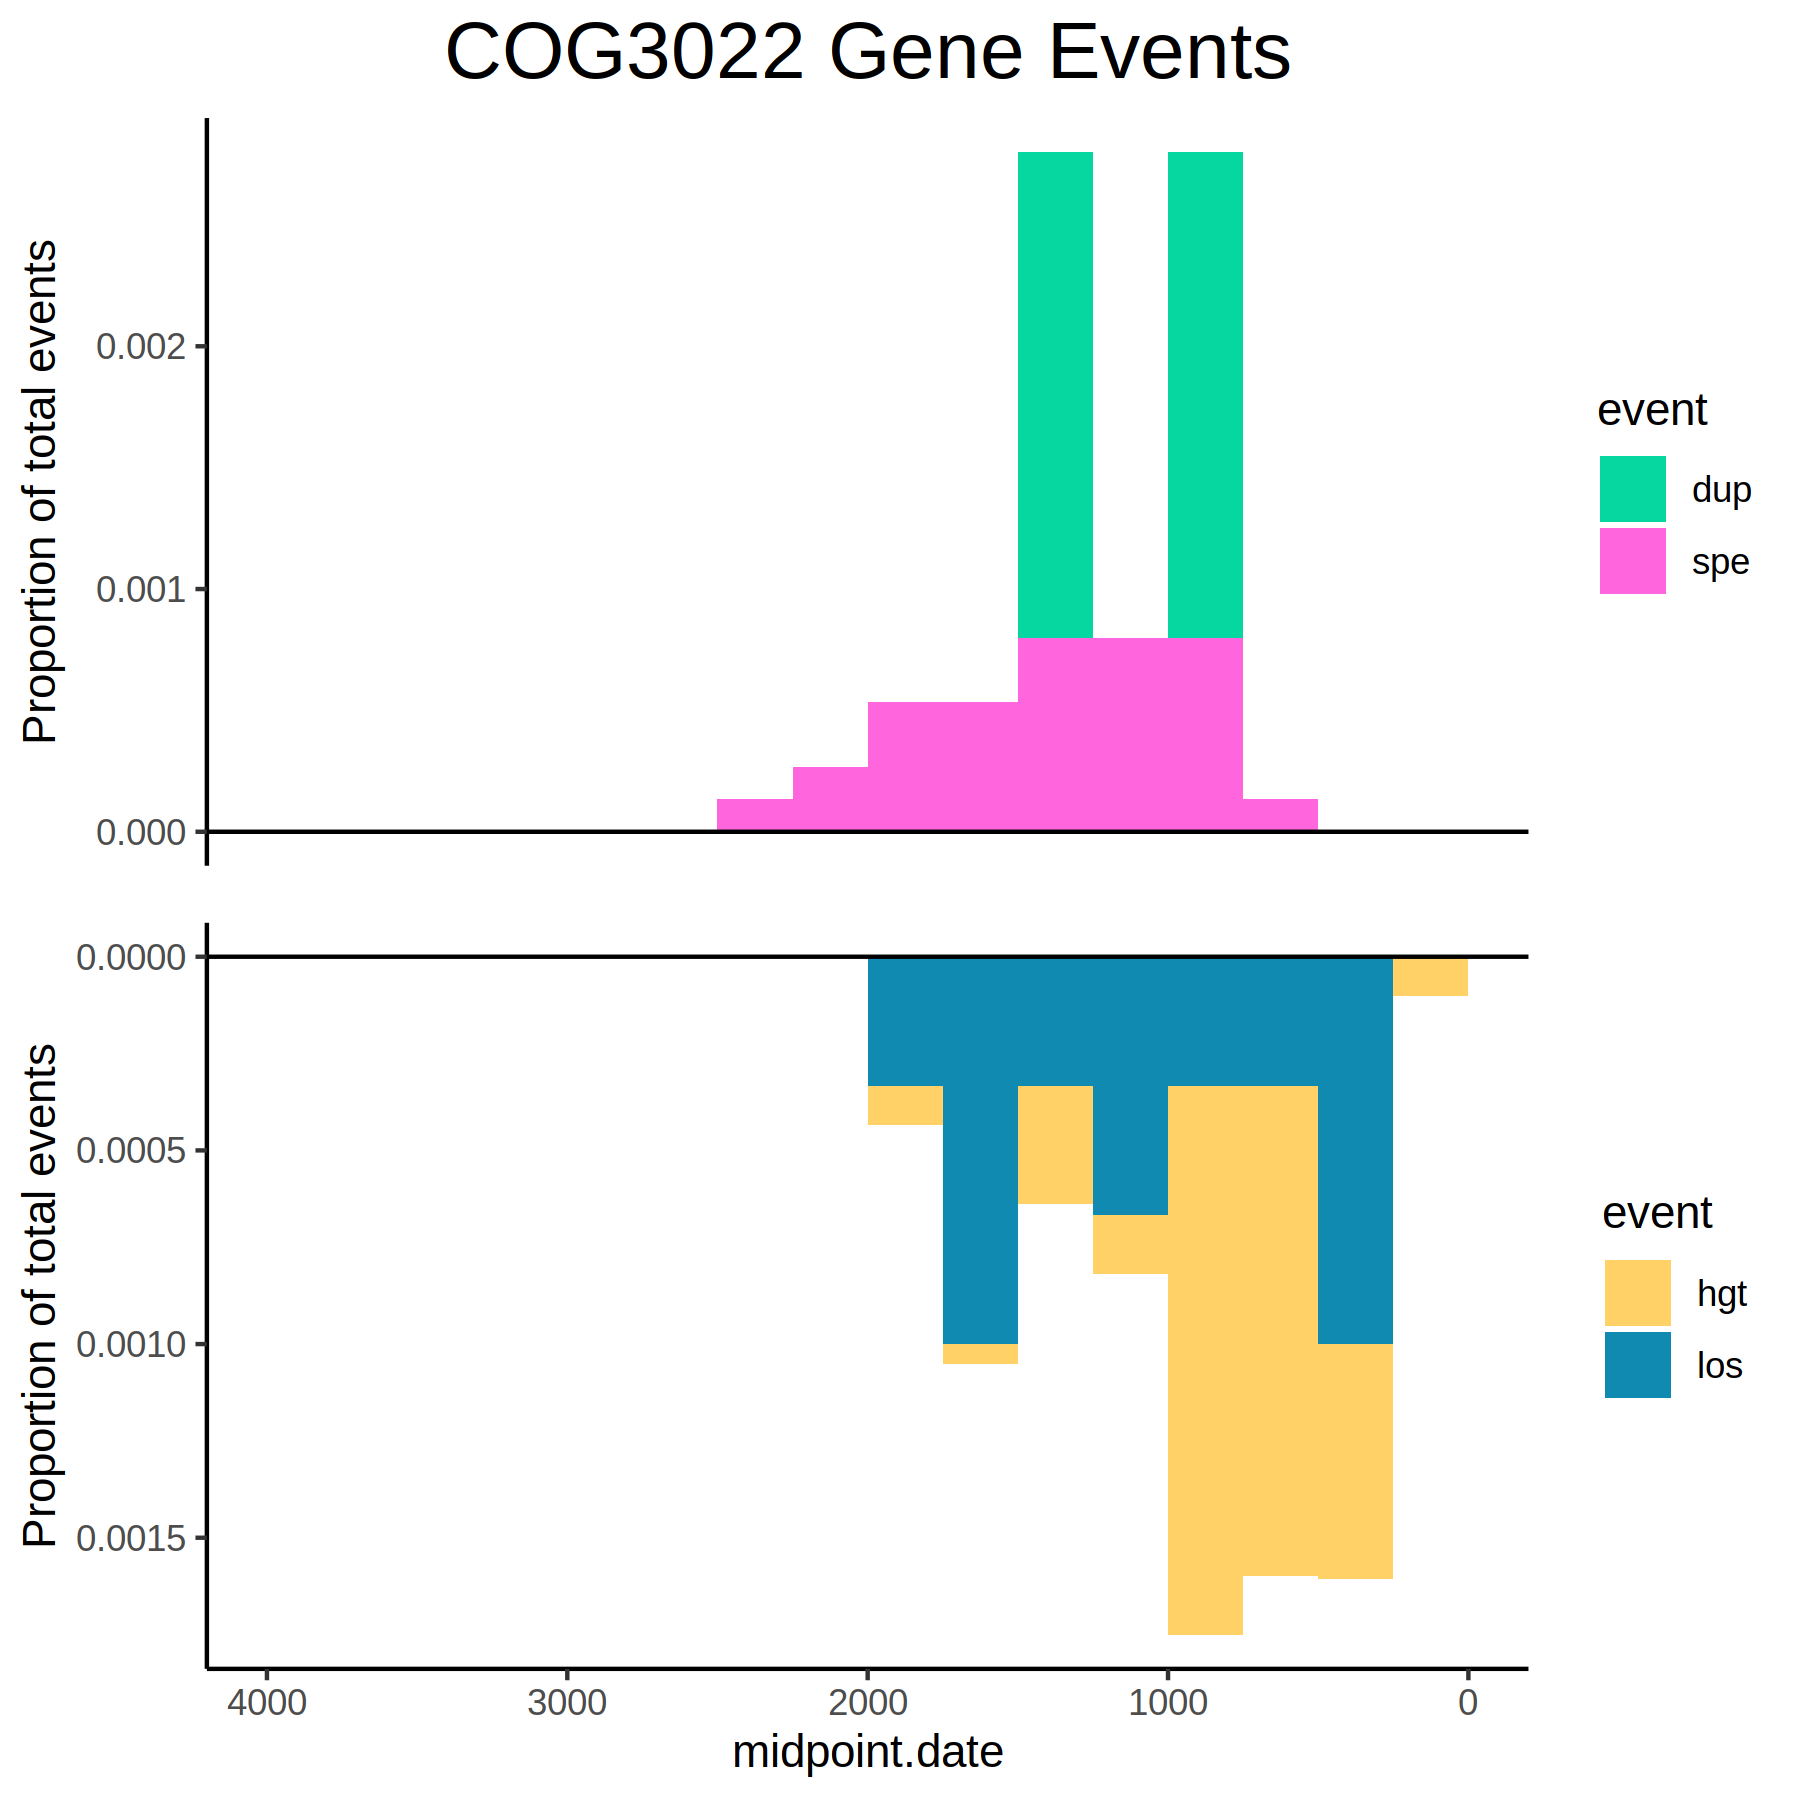 COG3022 Gene Events
Proportion of total events
0.002
0.001
0.000
event
dup
spe
Proportion of total events
0.0000
0.0005
0.0010
0.0015
event
hgt
los
4000 3000 2000 1000 0
midpoint.date